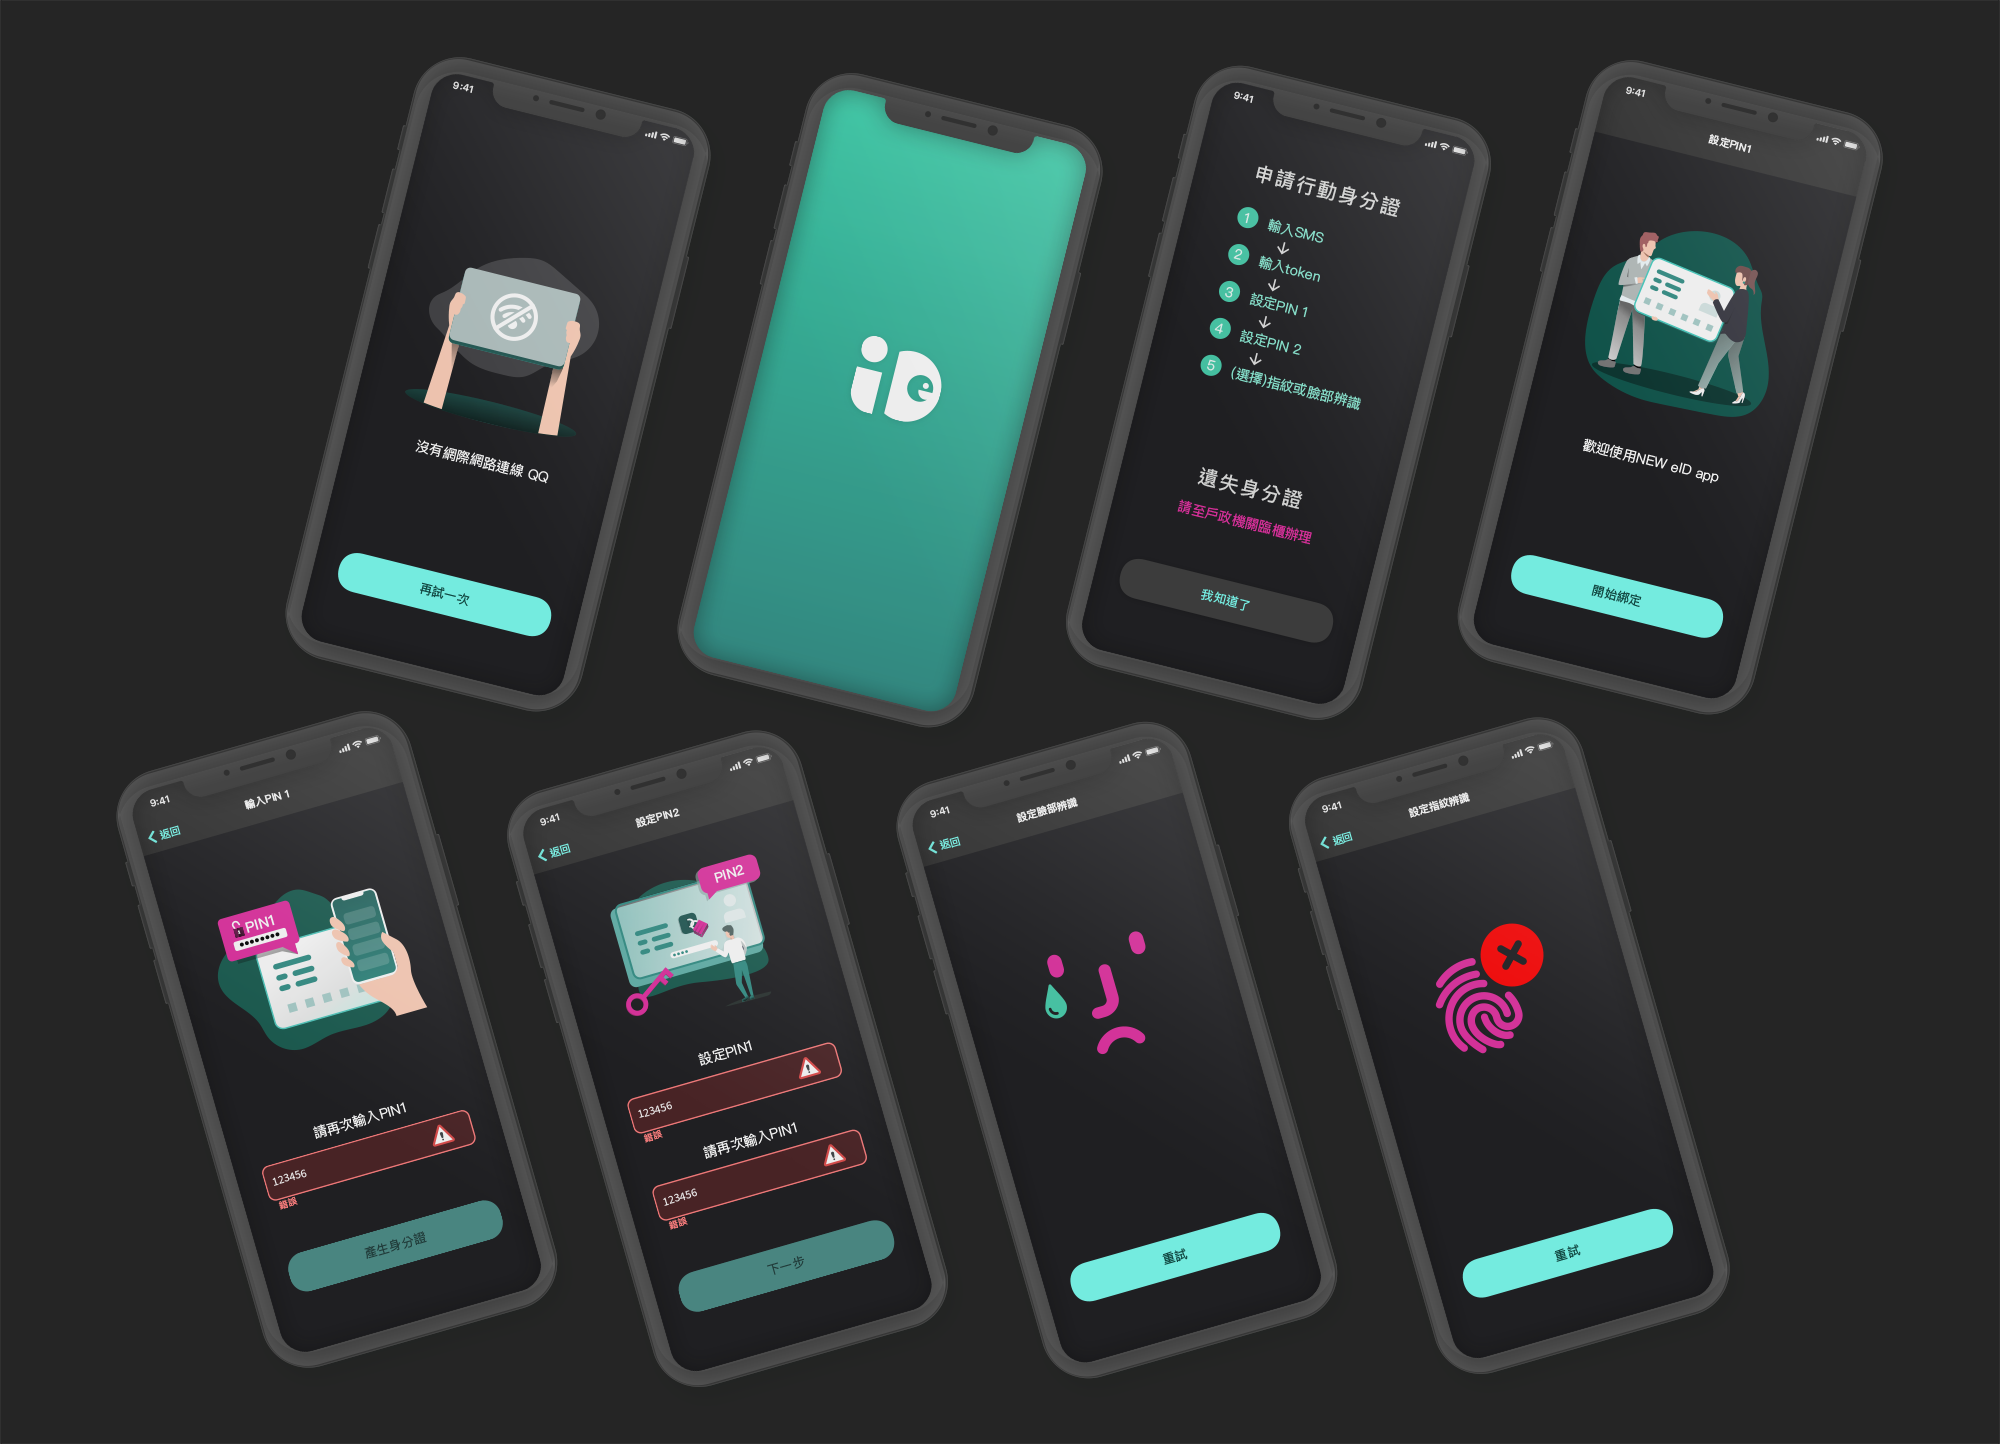 9:41
沒有網際網路連線 QQ
再試一次
iD
9:41
申請行動身分證
1 輸入SMS
2 輸入token
3 設定PIN 1
4 設定PIN 2
5 (選擇)指紋或臉部辨識
遺失身分證
請至戶政機關臨櫃辦理
我知道了
9:41
設定PIN1
歡迎使用NEW eID app
開始綁定
9:41
輸入PIN 1
返回
PIN1
請再次輸入PIN1
123456
錯誤
產生身分證
9:41
設定PIN2
返回
PIN2
設定PIN1
123456
錯誤
請再次輸入PIN1
123456
錯誤
下一步
9:41
設定臉部辨識
返回
重試
9:41
設定指紋辨識
返回
重試